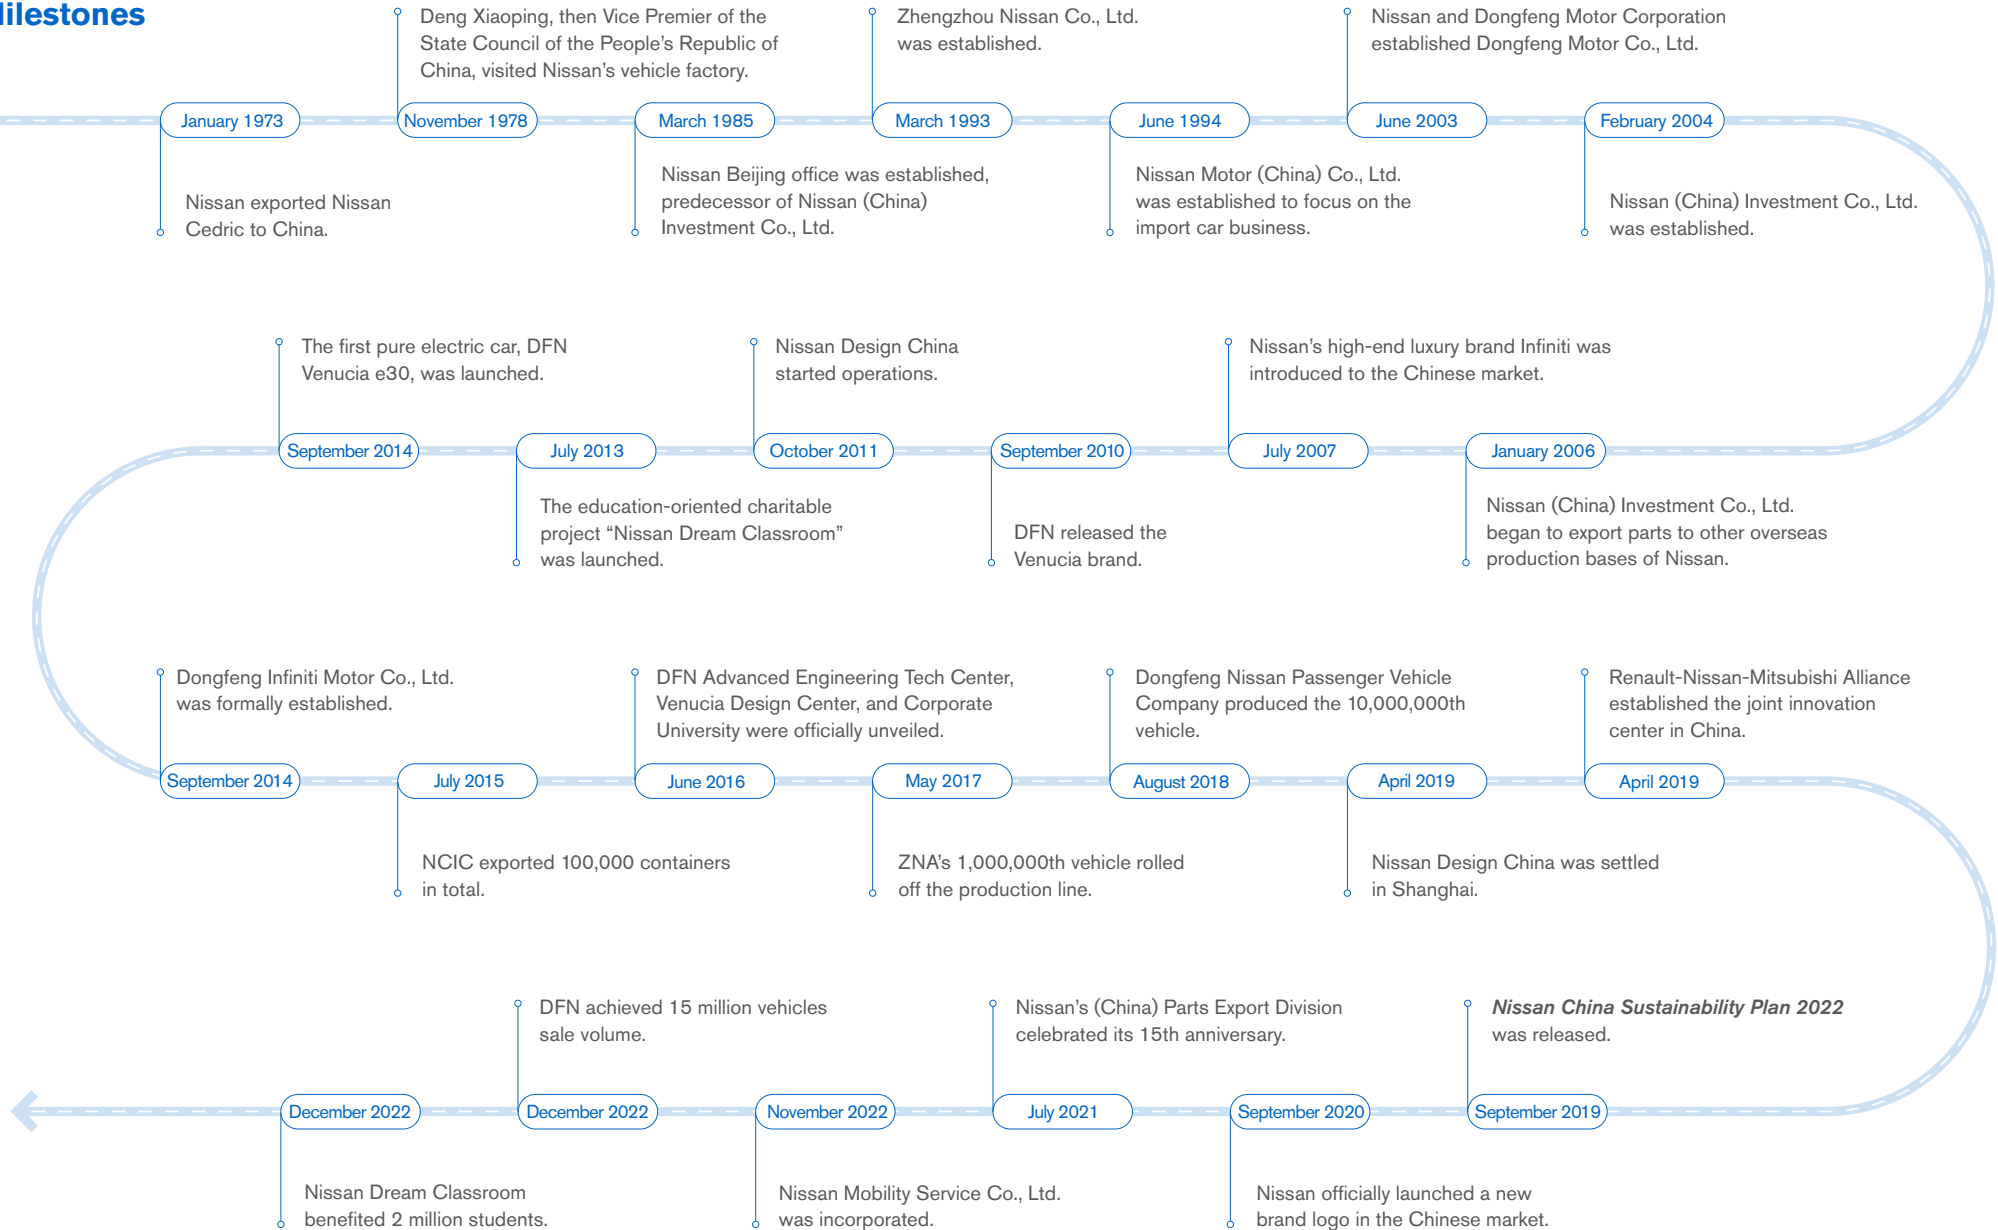 Milestones
Deng Xiaoping, then Vice Premier of the
State Council of the People's Republic of
China, visited Nissan's vehicle factory.
Zhengzhou Nissan Co., Ltd.
was established.
Nissan and Dongfeng Motor Corporation
established Dongfeng Motor Co., Ltd.
January 1973
November 1978
March 1985
March 1993
June 1994
June 2003
February 2004
Nissan exported Nissan
Cedric to China.
Nissan Beijing office was established,
predecessor of Nissan (China)
Investment Co., Ltd.
Nissan Motor (China) Co., Ltd.
was established to focus on the
import car business.
Nissan (China) Investment Co., Ltd.
was established.
The first pure electric car, DFN
Venucia e30, was launched.
Nissan Design China
started operations.
Nissan's high-end luxury brand Infiniti was
introduced to the Chinese market.
September 2014
July 2013
October 2011
September 2010
July 2007
January 2006
The education-oriented charitable
project “Nissan Dream Classroom”
was launched.
DFN released the
Venucia brand.
Nissan (China) Investment Co., Ltd.
began to export parts to other overseas
production bases of Nissan.
Dongfeng Infiniti Motor Co., Ltd.
was formally established.
DFN Advanced Engineering Tech Center,
Venucia Design Center, and Corporate
University were officially unveiled.
Dongfeng Nissan Passenger Vehicle
Company produced the 10,000,000th
vehicle.
Renault-Nissan-Mitsubishi Alliance
established the joint innovation
center in China.
September 2014
July 2015
June 2016
May 2017
August 2018
April 2019
April 2019
NCIC exported 100,000 containers
in total.
ZNA's 1,000,000th vehicle rolled
off the production line.
Nissan Design China was settled
in Shanghai.
DFN achieved 15 million vehicles
sale volume.
Nissan's (China) Parts Export Division
celebrated its 15th anniversary.
Nissan China Sustainability Plan 2022
was released.
December 2022
December 2022
November 2022
July 2021
September 2020
September 2019
Nissan Dream Classroom
benefited 2 million students.
Nissan Mobility Service Co., Ltd.
was incorporated.
Nissan officially launched a new
brand logo in the Chinese market.